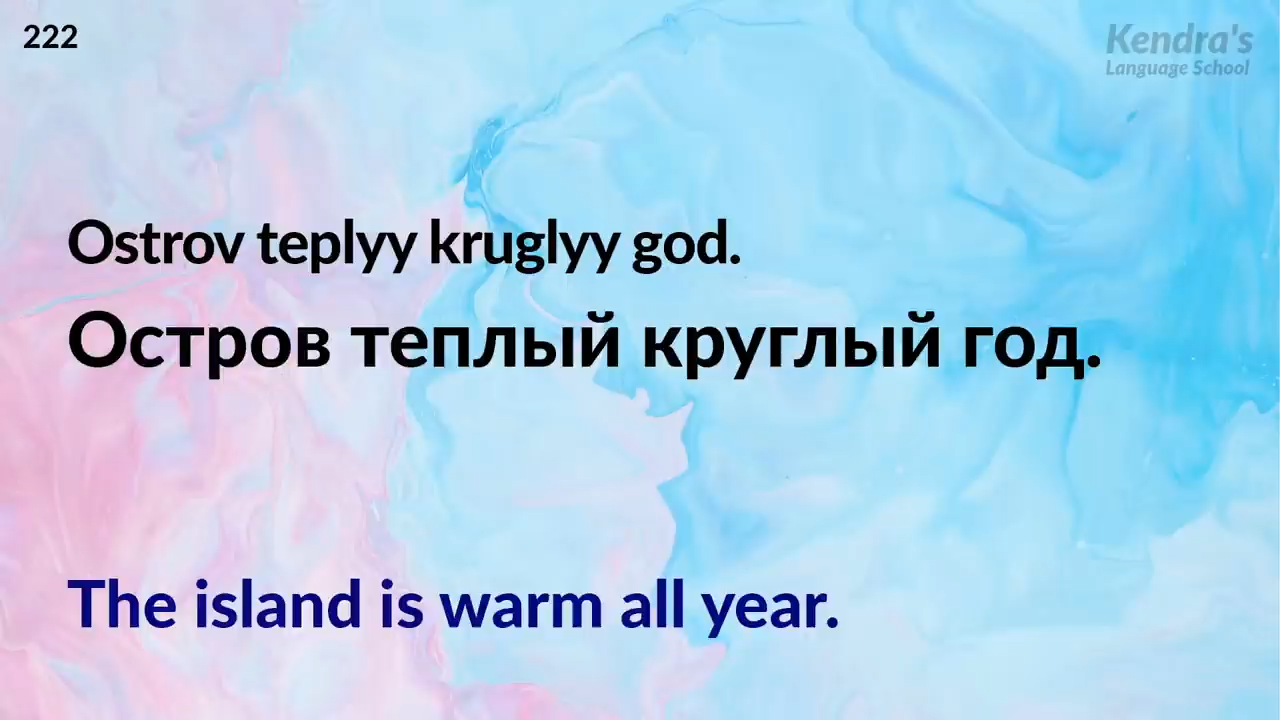 222
Kendra's
Language School
Ostrov teplyy kruglyy god.
Остров теплый круглый год.
The island is warm all year.